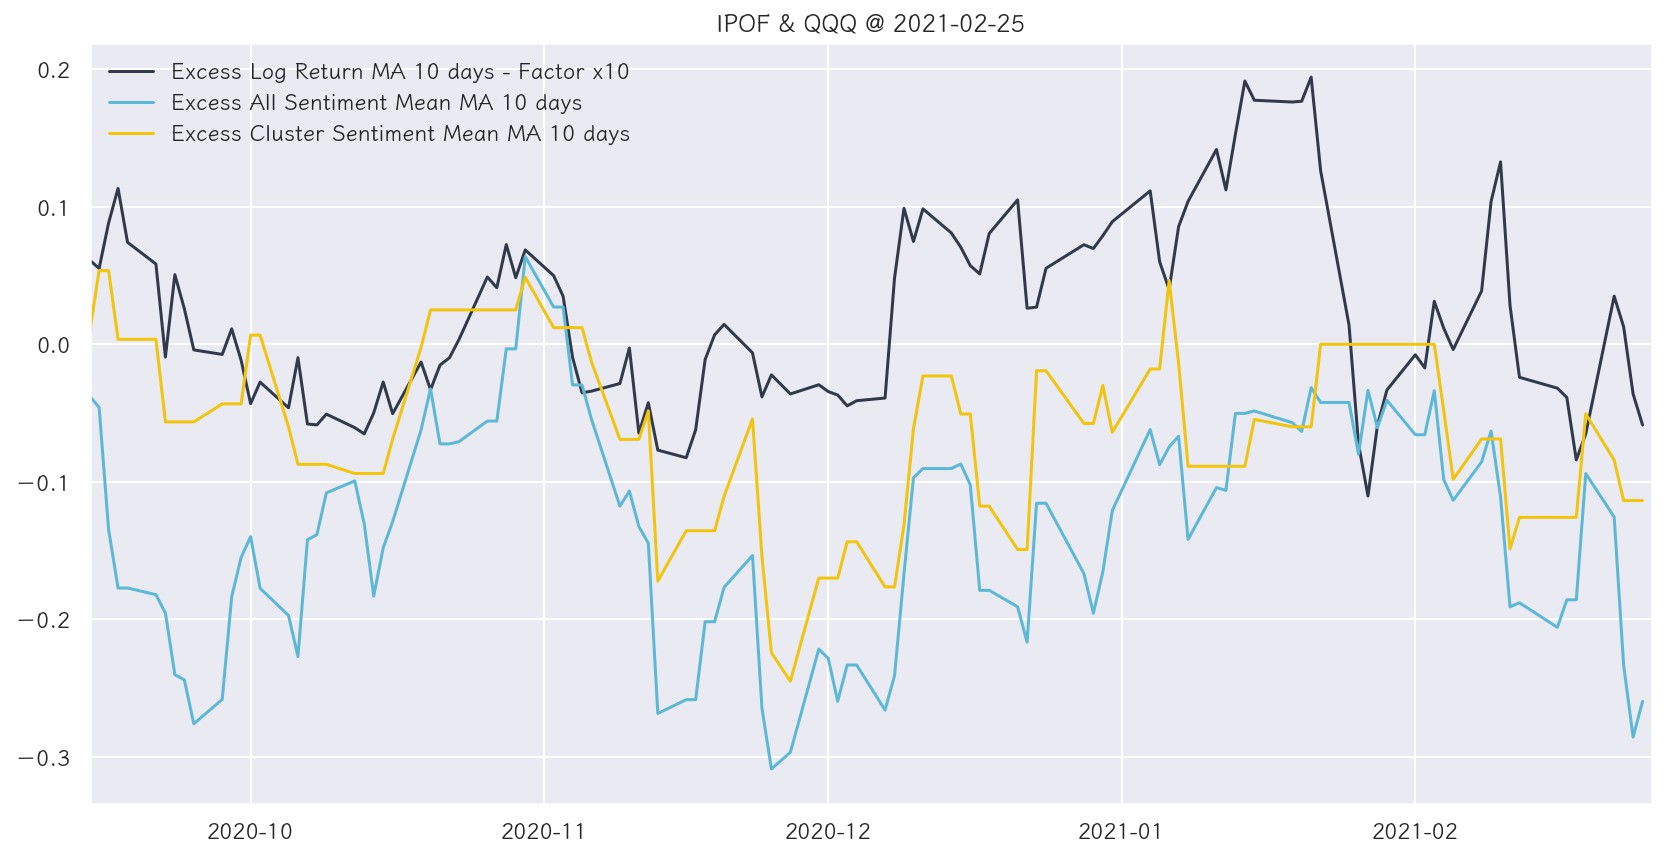 IPOF & QQQ @ 2021-02-25
Excess Log Return MA 10 days - Factor x10
Excess All Sentiment Mean MA 10 days
Excess Cluster Sentiment Mean MA 10 days
0.2
0.1
0.0
−0.1
−0.2
−0.3
2020-10
2020-11
2020-12
2021-01
2021-02